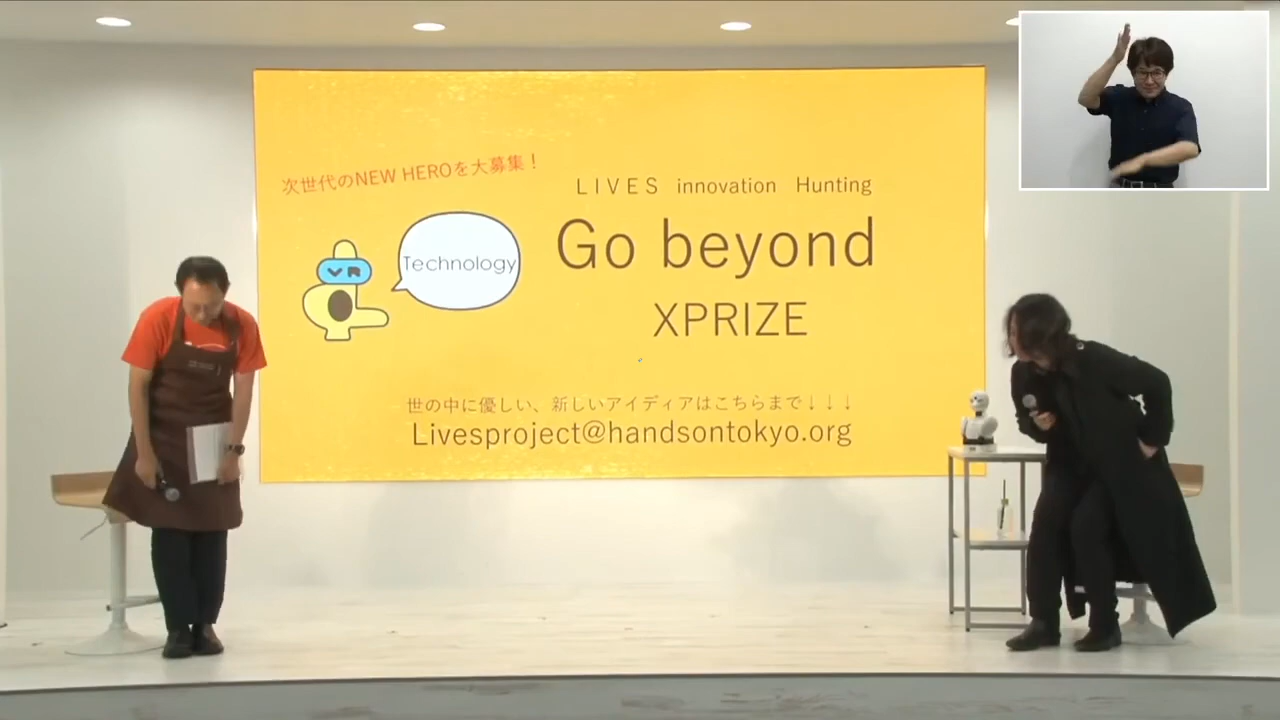 次世代のNEW HEROを大募集！
LIVES innovation Hunting
Go beyond
XPRIZE
VR
Technology
世の中に優しい、新しいアイディアはこちらまで↓↓↓
Livesproject@handsontokyo.org